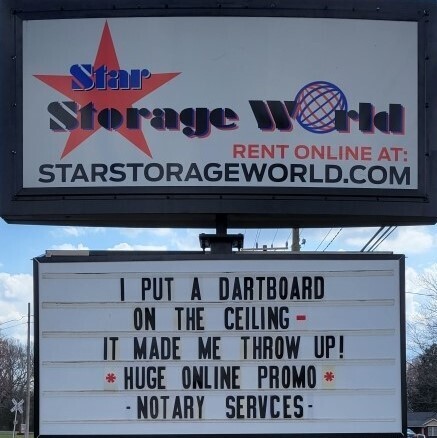 Star
Storage World
RENT ONLINE AT:
STARSTORAGEWORLD.COM
I PUT A DARTBOARD
ON THE CEILING -
IT MADE ME THROW UP!
* HUGE ONLINE PROMO *
- NOTARY SERVCES -